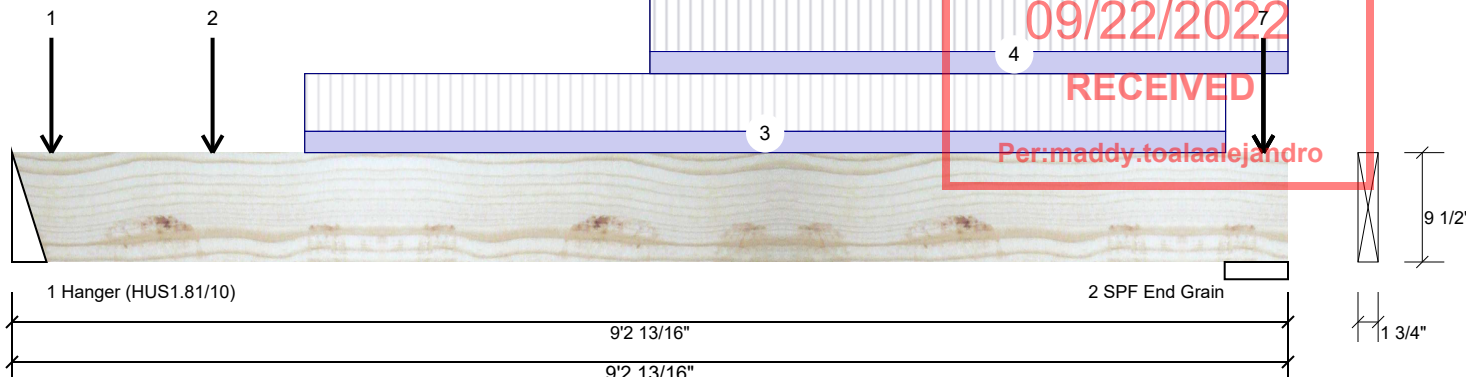 09/22/2022
1
2
7
4
RECEIVED
3
Per:maddy.toalaalejandro
9 1/2"
1 Hanger (HUS1.81/10)
2 SPF End Grain
9'2 13/16"
1 3/4"
9'2 13/16"